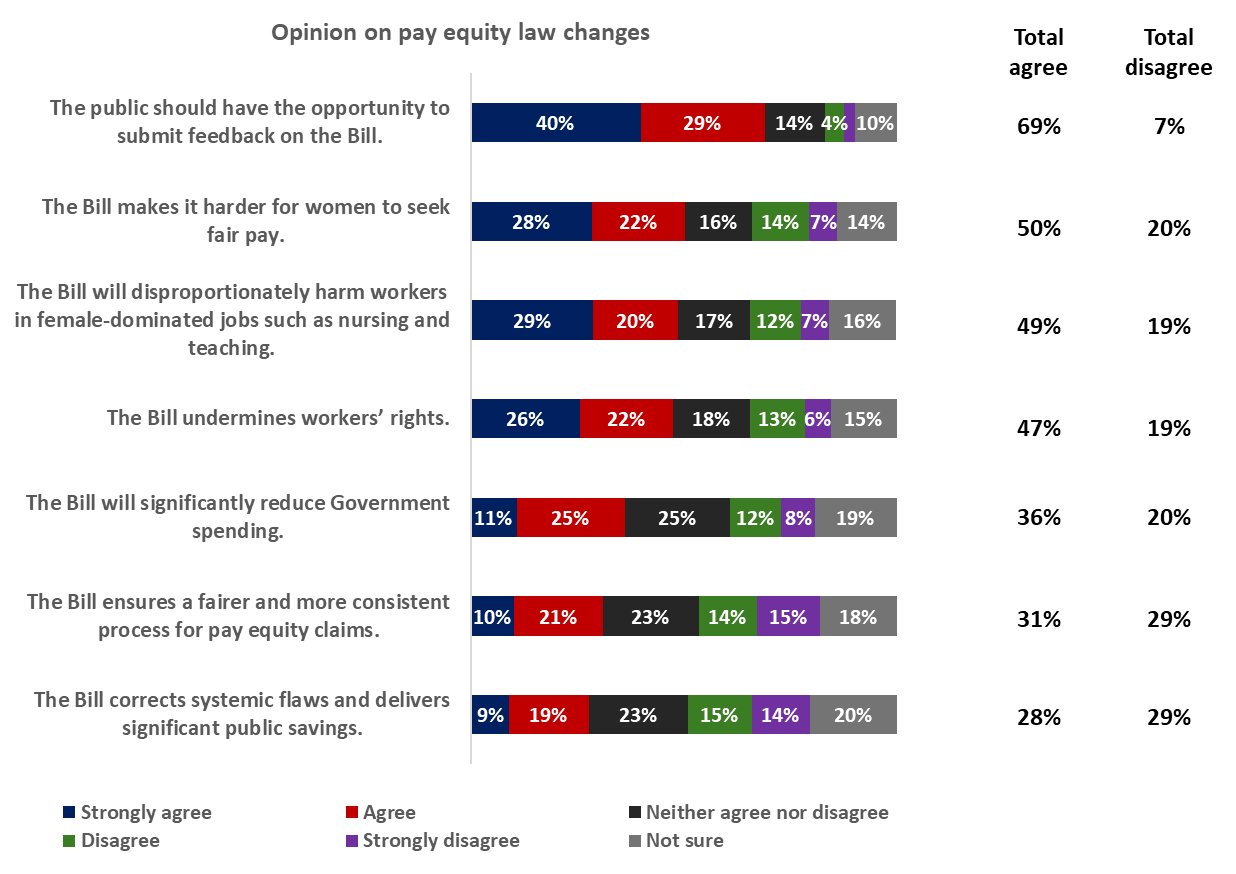 Opinion on pay equity law changes
Total agree
Total disagree
The public should have the opportunity to
submit feedback on the Bill.
40% 29% 14% 4% 10% 69% 7%
The Bill makes it harder for women to seek
fair pay.
28% 22% 16% 14% 7% 14% 50% 20%
The Bill will disproportionately harm workers
in female-dominated jobs such as nursing and
teaching.
29% 20% 17% 12% 7% 16% 49% 19%
The Bill undermines workers’ rights.
26% 22% 18% 13% 6% 15% 47% 19%
The Bill will significantly reduce Government
spending.
11% 25% 25% 12% 8% 19% 36% 20%
The Bill ensures a fairer and more consistent
process for pay equity claims.
10% 21% 23% 14% 15% 18% 31% 29%
The Bill corrects systemic flaws and delivers
significant public savings.
9% 19% 23% 15% 14% 20% 28% 29%
Strongly agree Agree Neither agree nor disagree
Disagree Strongly disagree Not sure